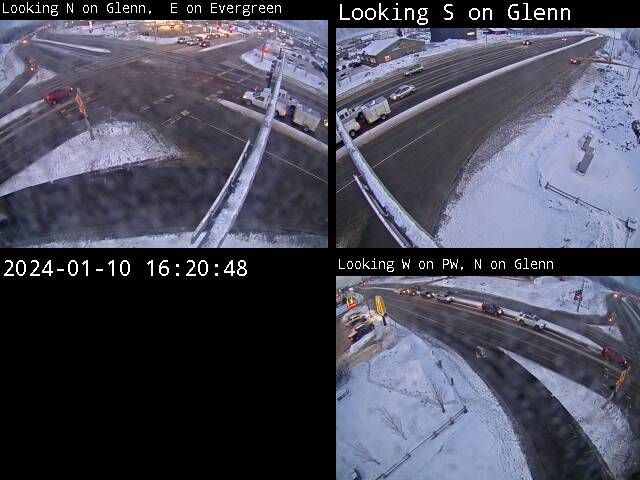 Looking N on Glenn,  E on Evergreen
Looking S on Glenn
2024-01-10 16:20:48
Looking W on PW, N on Glenn